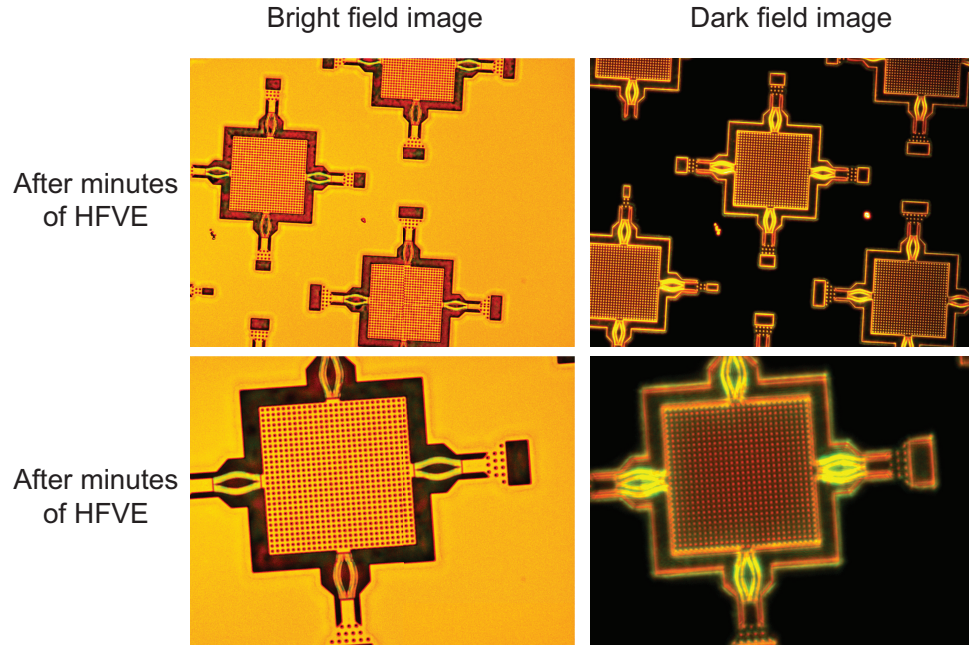 Bright field image
Dark field image
After minutes
of HFVE
After minutes
of HFVE